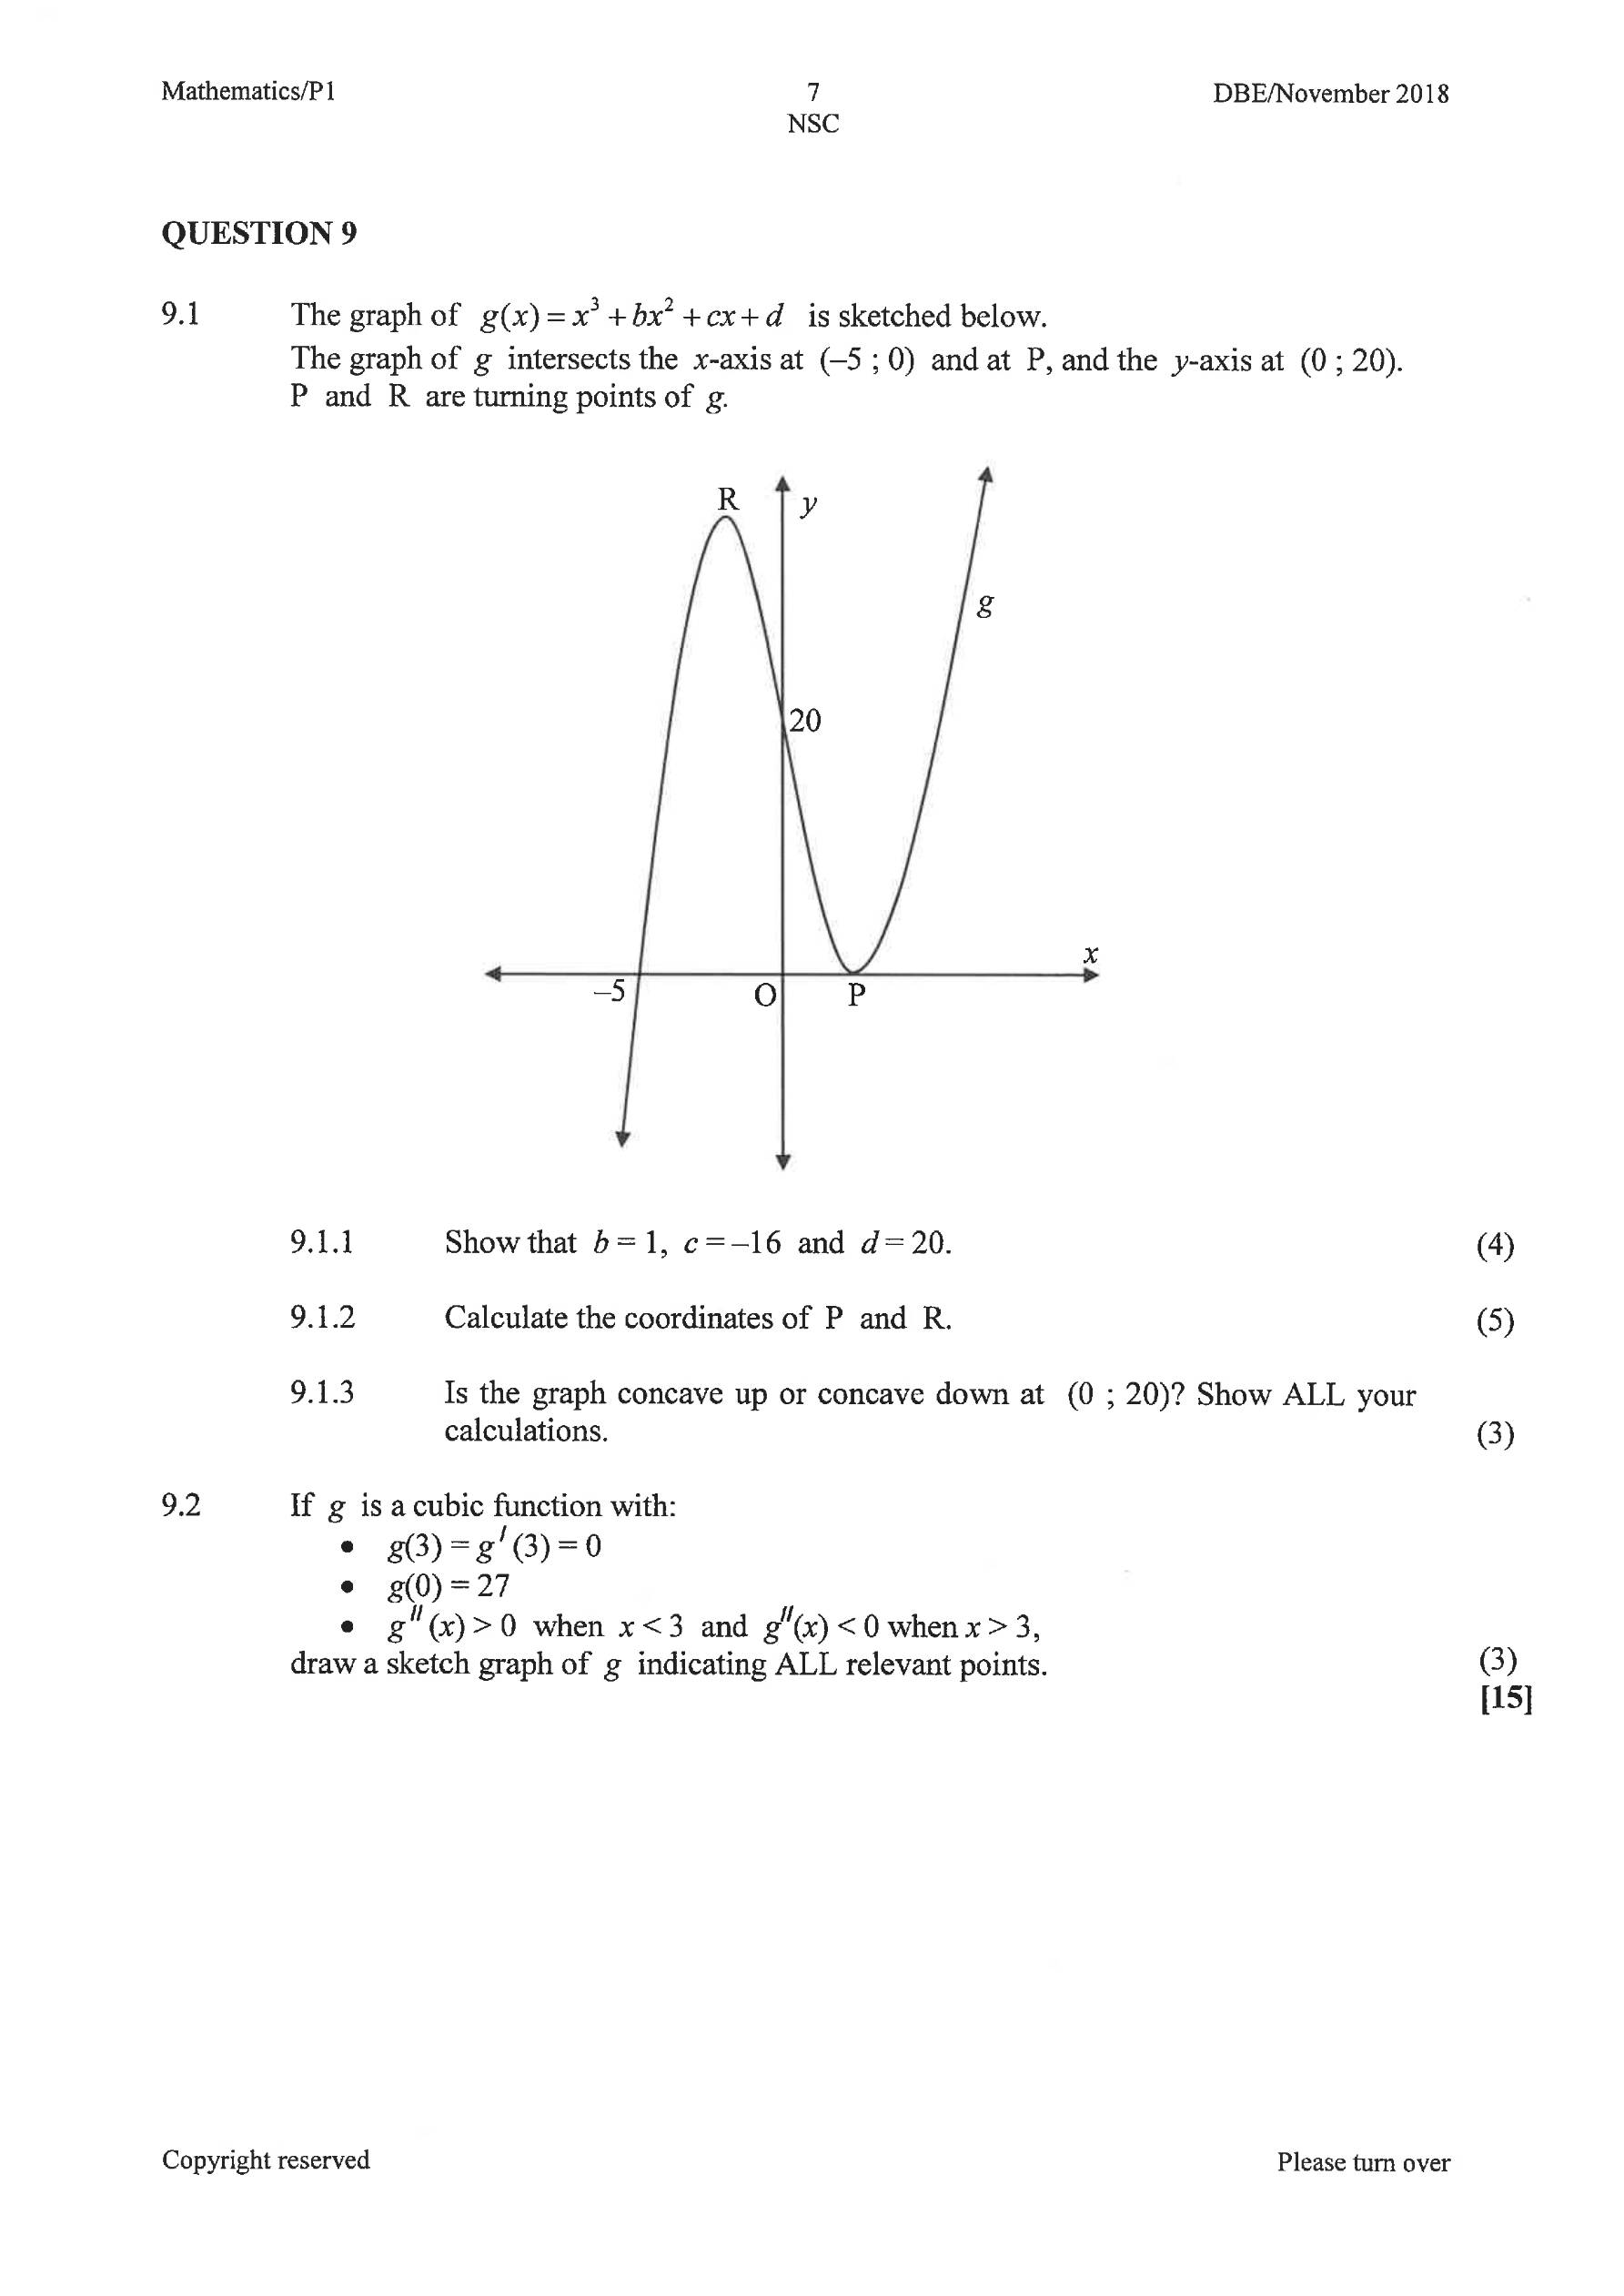 Mathematics/P1
7
DBE/November 2018
NSC
QUESTION 9
9.1 The graph of g(x) = x³ + bx² + cx + d is sketched below.
The graph of g intersects the x-axis at (–5 ; 0) and at P, and the y-axis at (0 ; 20).
P and R are turning points of g.
R
y
g
20
x
–5
O
P
9.1.1 Show that b = 1, c = –16 and d = 20. (4)
9.1.2 Calculate the coordinates of P and R. (5)
9.1.3 Is the graph concave up or concave down at (0 ; 20)? Show ALL your
calculations. (3)
9.2 If g is a cubic function with:
• g(3) = g′(3) = 0
• g(0) = 27
• g″(x) > 0 when x < 3 and g″(x) < 0 when x > 3,
draw a sketch graph of g indicating ALL relevant points. (3)
[15]
Copyright reserved
Please turn over